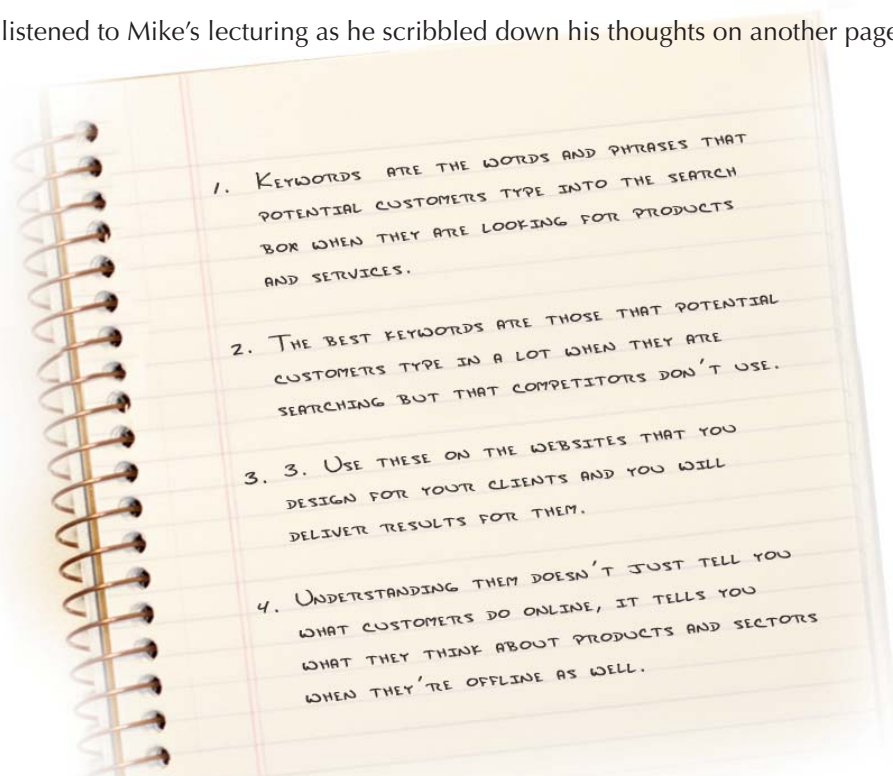 listened to Mike's lecturing as he scribbled down his thoughts on another page
1. KEYWORDS ARE THE WORDS AND PHRASES THAT
POTENTIAL CUSTOMERS TYPE INTO THE SEARCH
BOX WHEN THEY ARE LOOKING FOR PRODUCTS
AND SERVICES.
2. THE BEST KEYWORDS ARE THOSE THAT POTENTIAL
CUSTOMERS TYPE IN A LOT WHEN THEY ARE
SEARCHING BUT THAT COMPETITORS DON'T USE.
3. 3. USE THESE ON THE WEBSITES THAT YOU
DESIGN FOR YOUR CLIENTS AND YOU WILL
DELIVER RESULTS FOR THEM.
4. UNDERSTANDING THEM DOESN'T JUST TELL YOU
WHAT CUSTOMERS DO ONLINE, IT TELLS YOU
WHAT THEY THINK ABOUT PRODUCTS AND SECTORS
WHEN THEY'RE OFFLINE AS WELL.